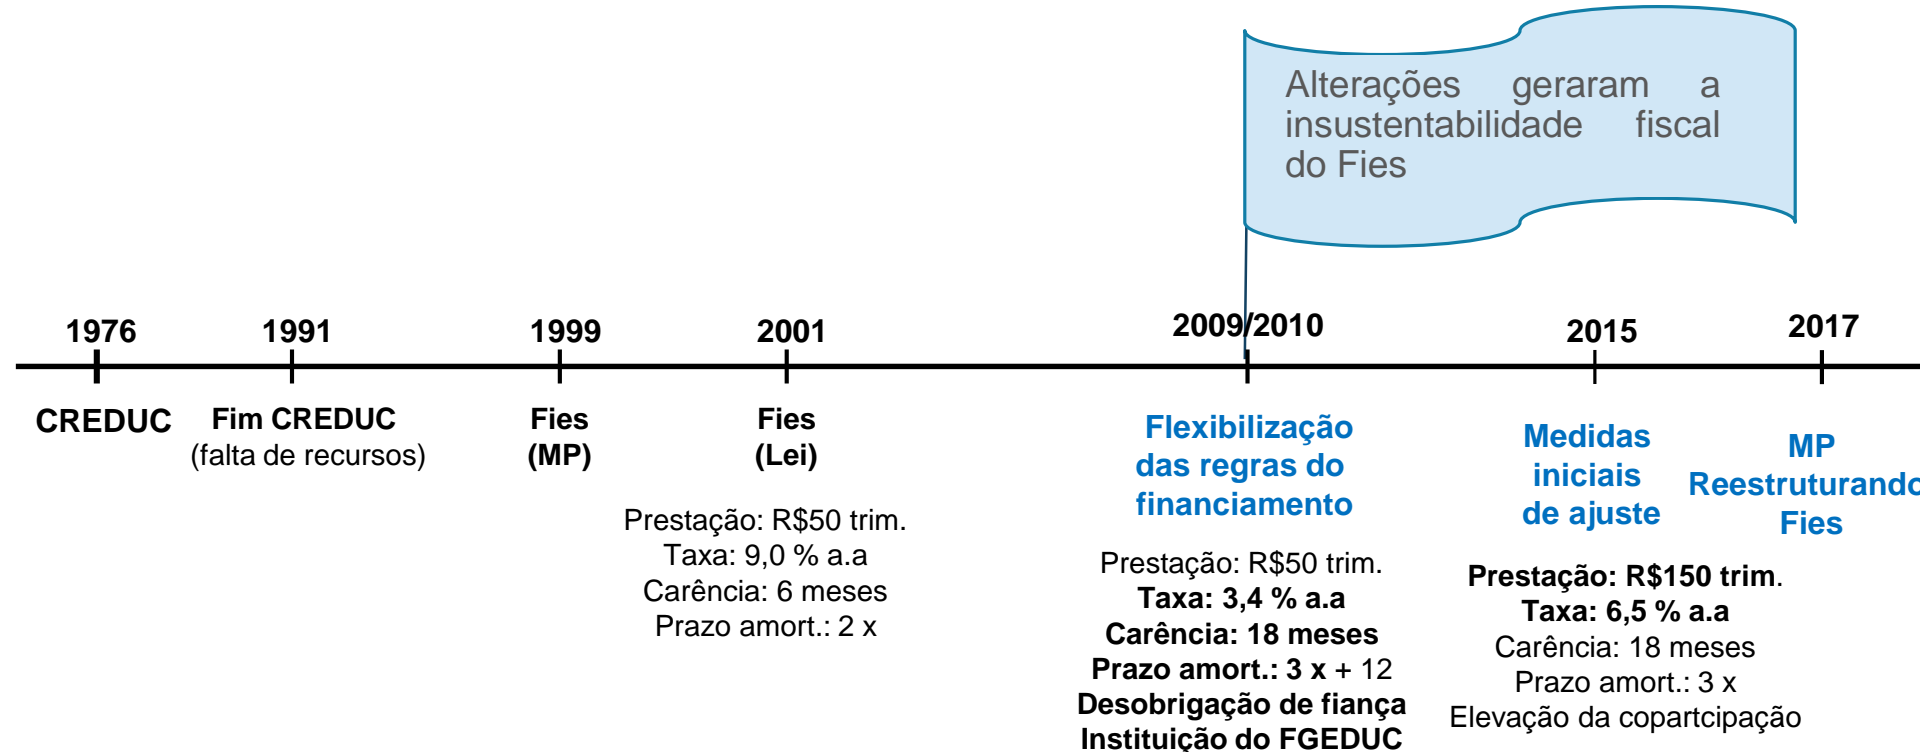 Alterações geraram a
insustentabilidade fiscal
do Fies
1976
1991
1999
2001
2009/2010
2015
2017
CREDUC
Fim CREDUC
(falta de recursos)
Fies
(MP)
Fies
(Lei)
Prestação: R$50 trim.
Taxa: 9,0 % a.a
Carência: 6 meses
Prazo amort.: 2 x
Flexibilização
das regras do
financiamento
Prestação: R$50 trim.
Taxa: 3,4 % a.a
Carência: 18 meses
Prazo amort.: 3 x + 12
Desobrigação de fiança
Instituição do FGEDUC
Medidas
iniciais
de ajuste
Prestação: R$150 trim.
Taxa: 6,5 % a.a
Carência: 18 meses
Prazo amort.: 3 x
Elevação da copartcipação
MP
Reestruturando
Fies